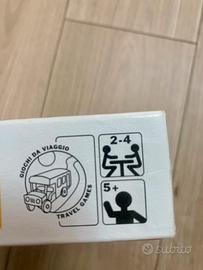 GIOCHI DA VIAGGIO
TRAVEL GAMES
2-4
5+
subito